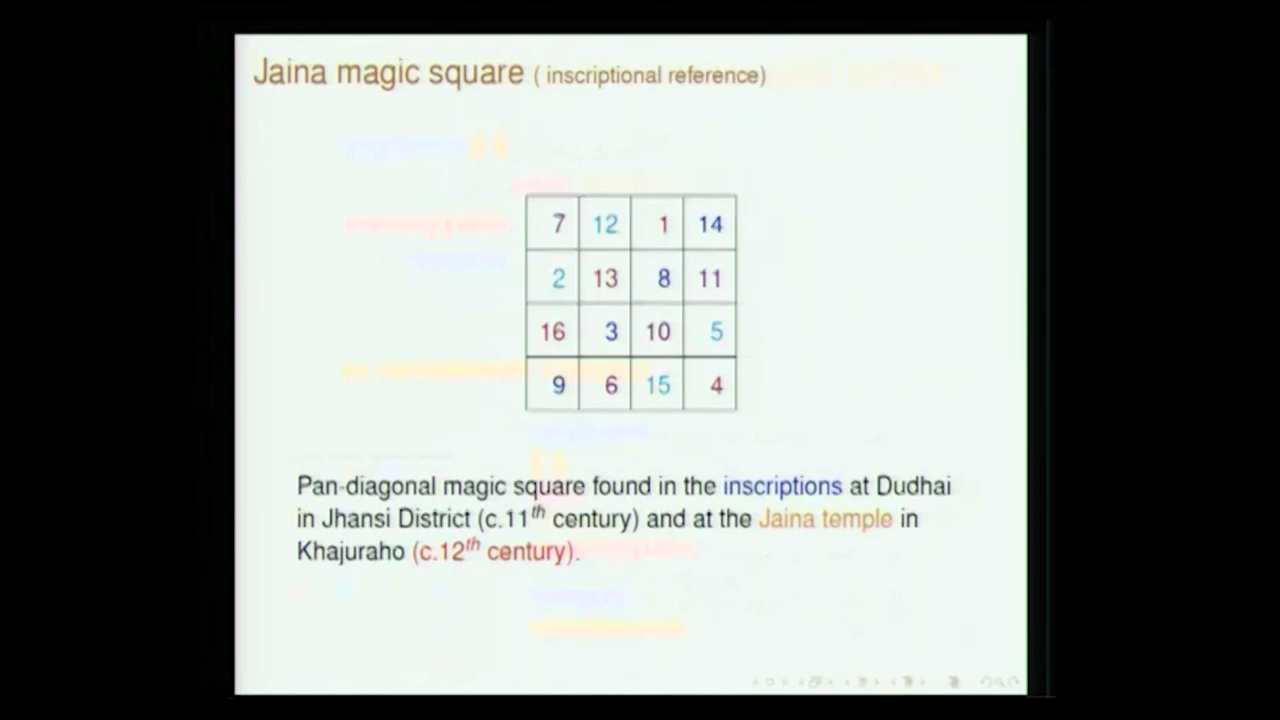 Jaina magic square ( inscriptional reference)
7 12 1 14
2 13 8 11
16 3 10 5
9 6 15 4
Pan-diagonal magic square found in the inscriptions at Dudhai
in Jhansi District (c.11th century) and at the Jaina temple in
Khajuraho (c.12th century).